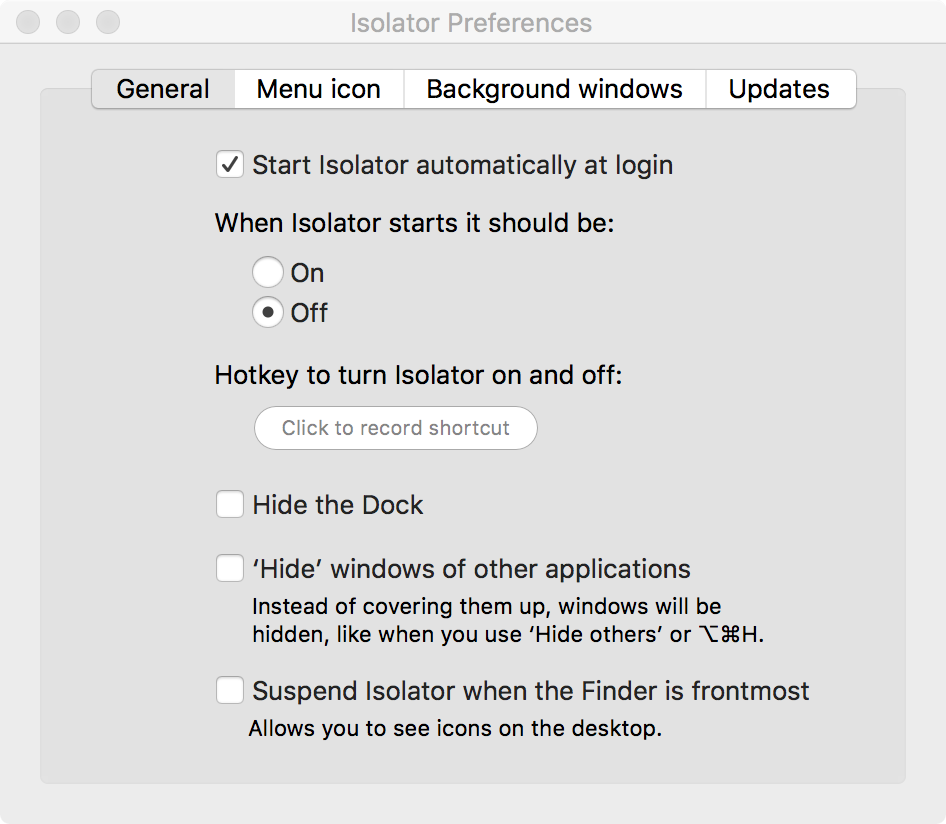 Isolator Preferences
General Menu icon Background windows Updates
Start Isolator automatically at login
When Isolator starts it should be:
On
Off
Hotkey to turn Isolator on and off:
Click to record shortcut
Hide the Dock
‘Hide’ windows of other applications
Instead of covering them up, windows will be
hidden, like when you use ‘Hide others’ or ⌥⌘H.
Suspend Isolator when the Finder is frontmost
Allows you to see icons on the desktop.